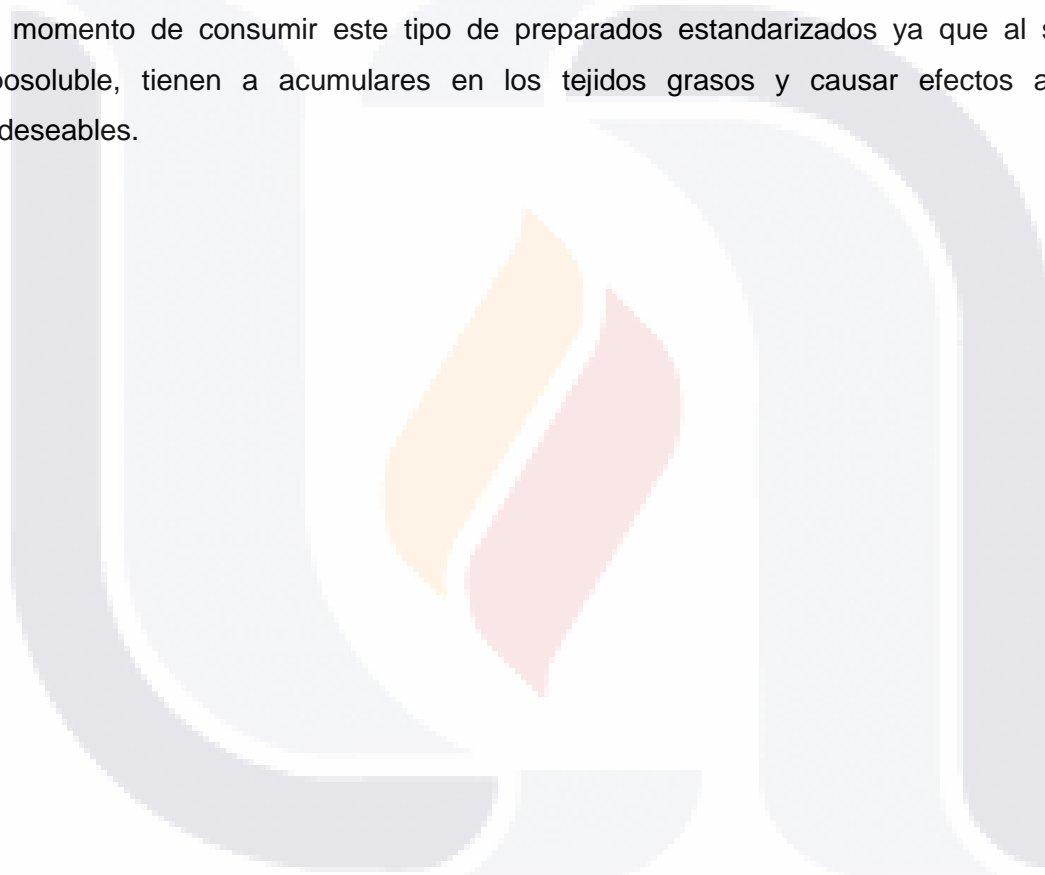 momento de consumir este tipo de preparados estandarizados ya que al s
posoluble, tienen a acumulares en los tejidos grasos y causar efectos a
deseables.